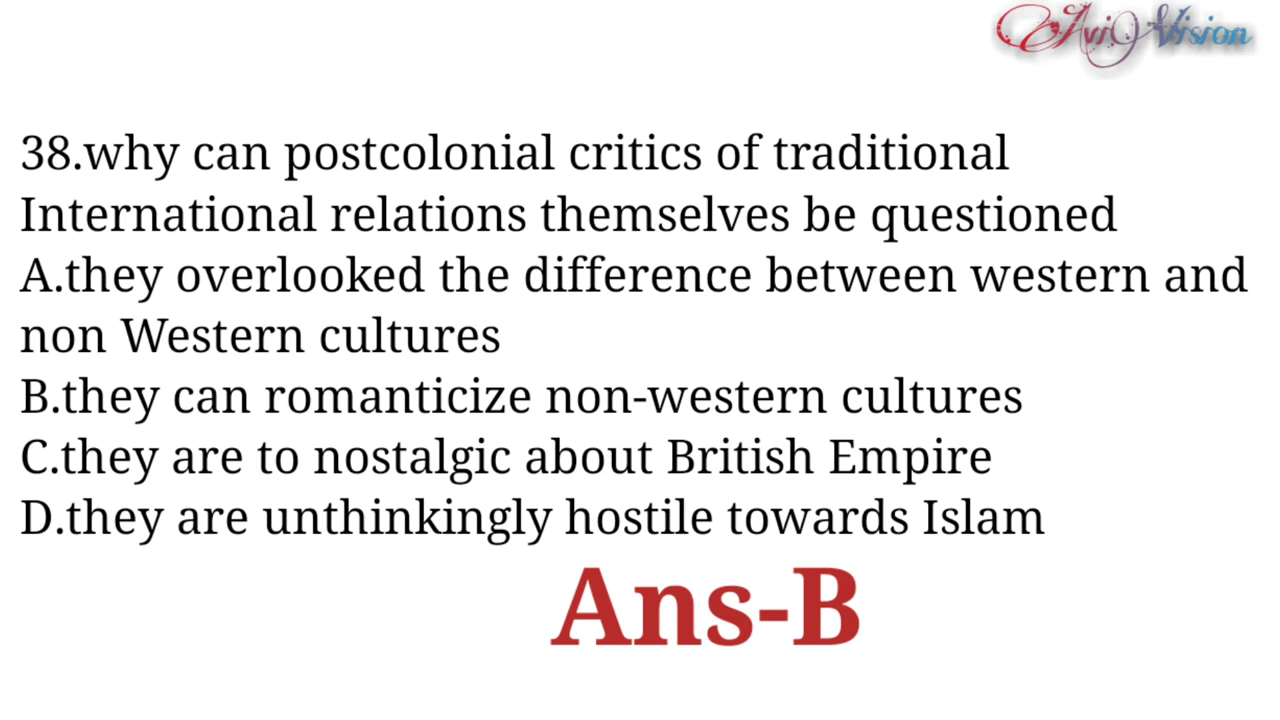 Avi Vision
38.why can postcolonial critics of traditional
International relations themselves be questioned
A.they overlooked the difference between western and
non Western cultures
B.they can romanticize non-western cultures
C.they are to nostalgic about British Empire
D.they are unthinkingly hostile towards Islam
Ans-B